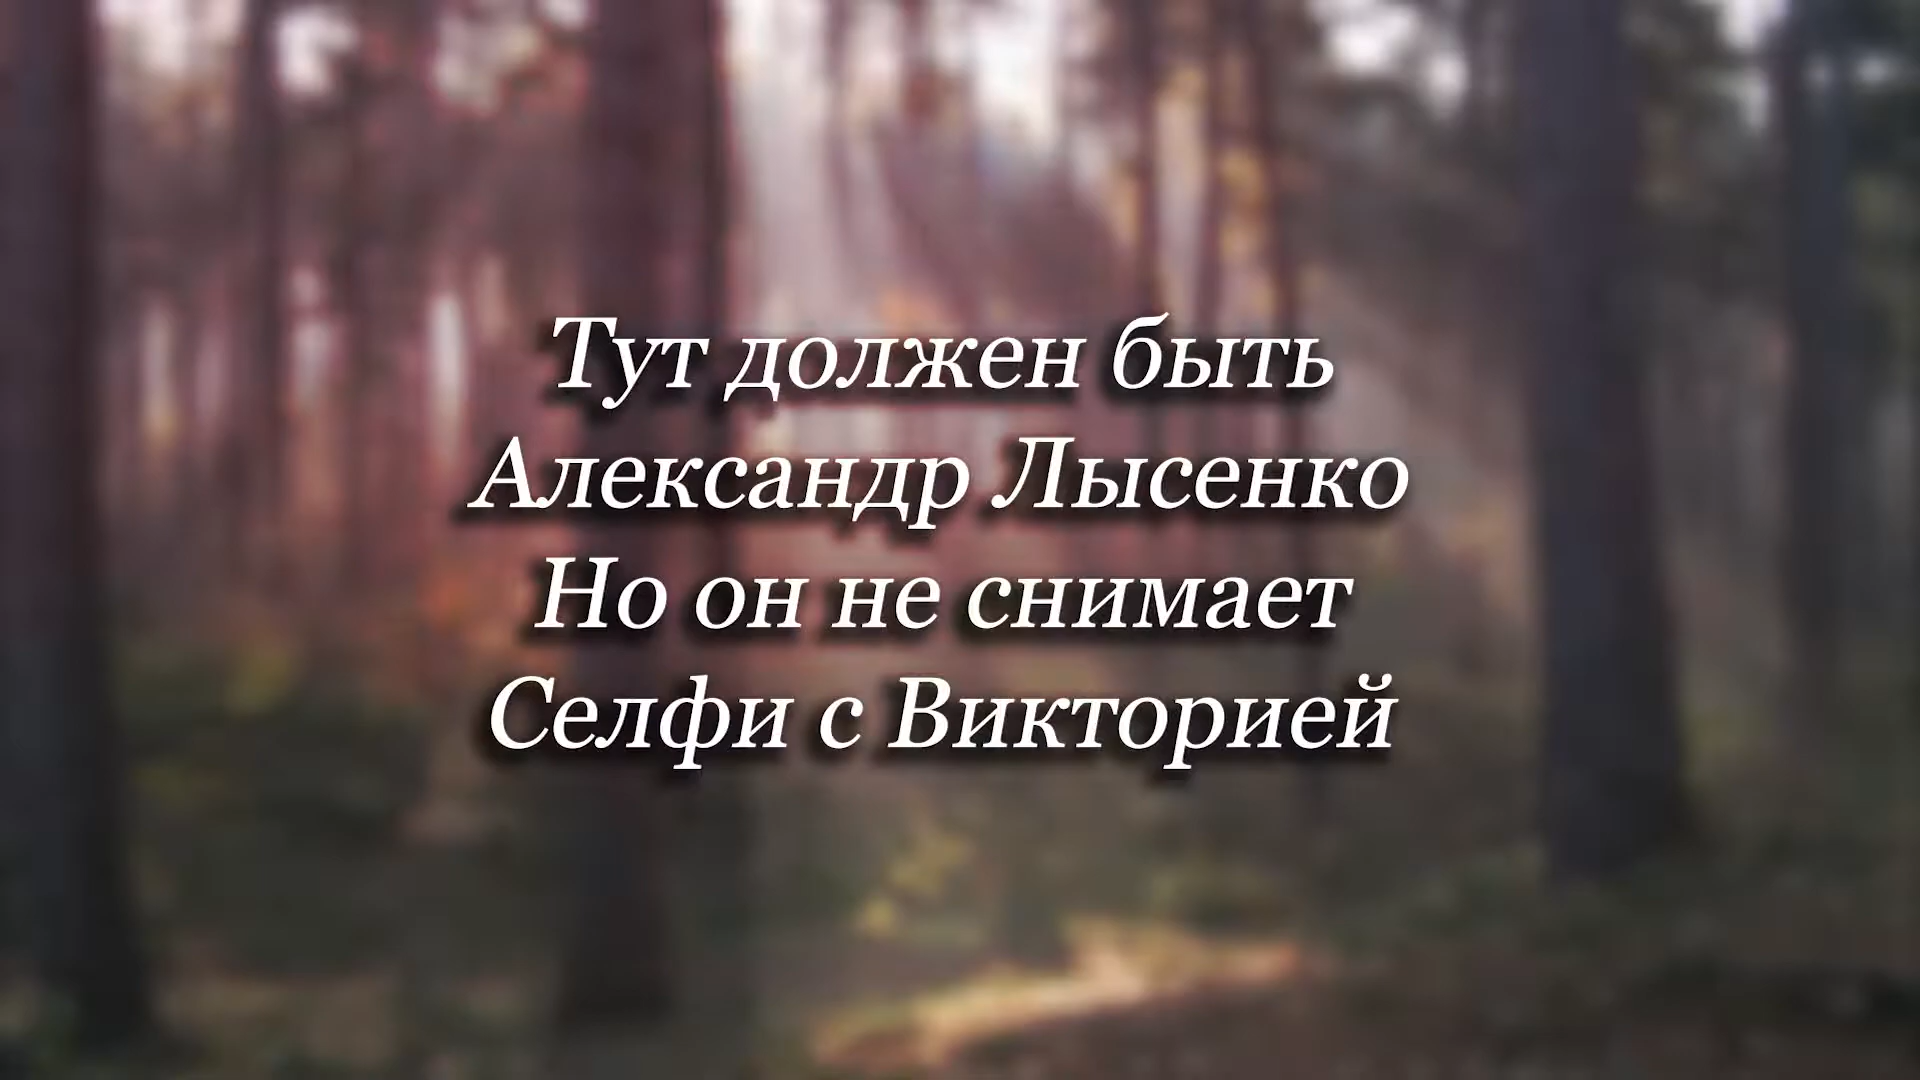 Тут должен быть
Александр Лысенко
Но он не снимает
Селфи с Викторией